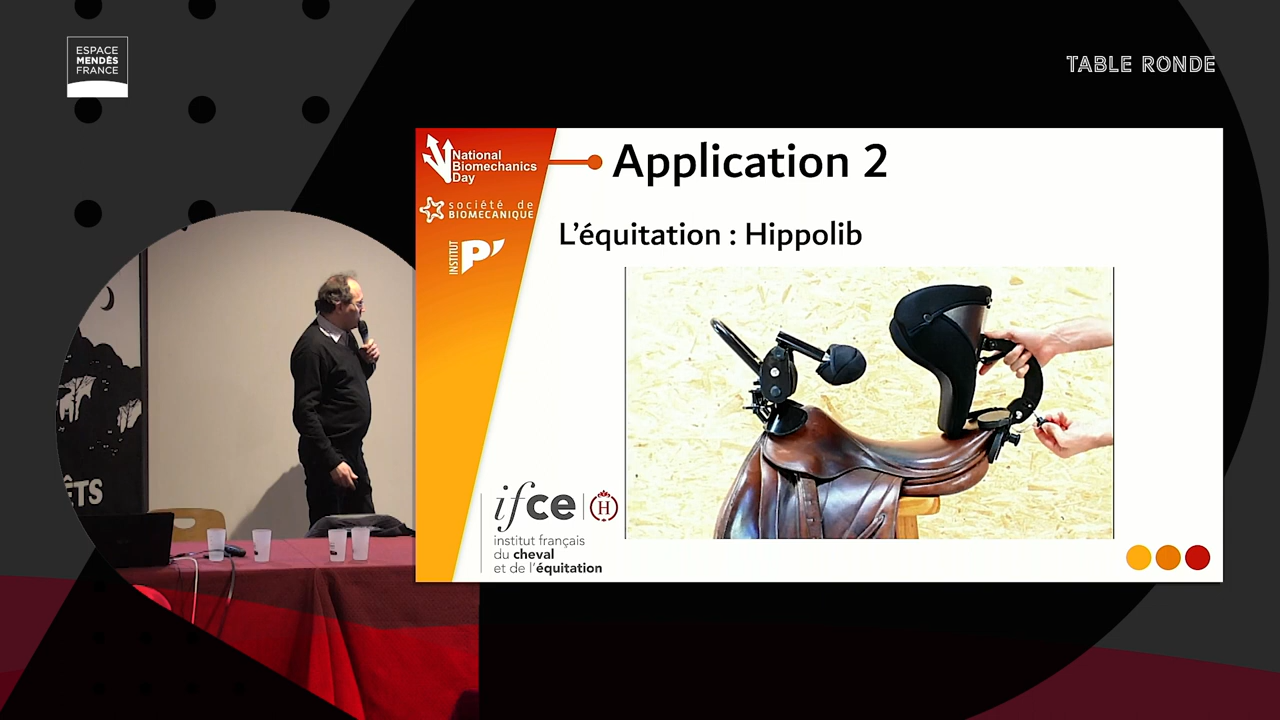 ESPACE
MENDÈS
FRANCE
TABLE RONDE
National
Biomechanics
Day
société de
BIOMECANIQUE
INSTITUT
P'
Application 2
L'équitation : Hippolib
ifce
H
institut français
du cheval
et de l'équitation
ÊTS